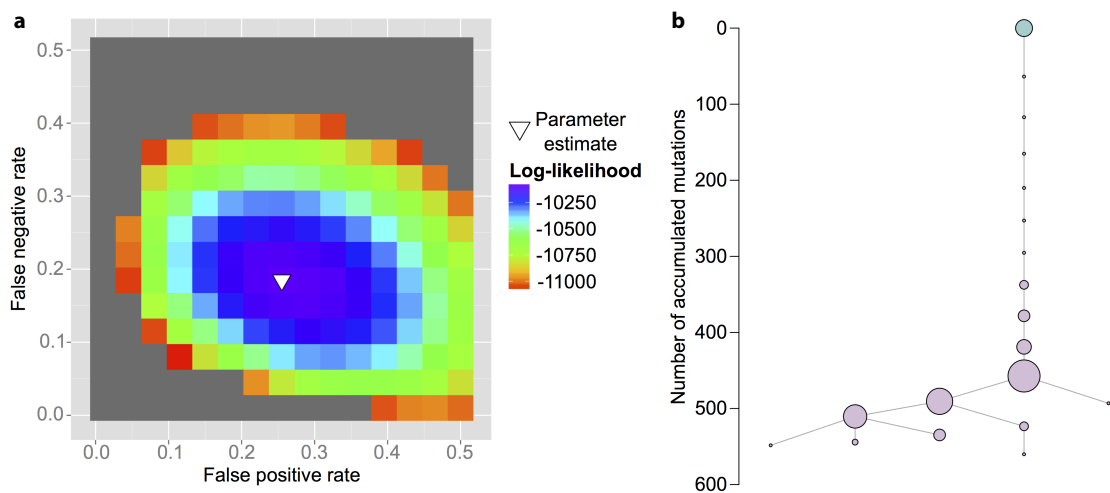 a
False negative rate
0.5
0.4
0.3
0.2
0.1
0.0
0.0 0.1 0.2 0.3 0.4 0.5
False positive rate
Parameter
estimate
Log-likelihood
-10250
-10500
-10750
-11000
b
Number of accumulated mutations
0
100
200
300
400
500
600